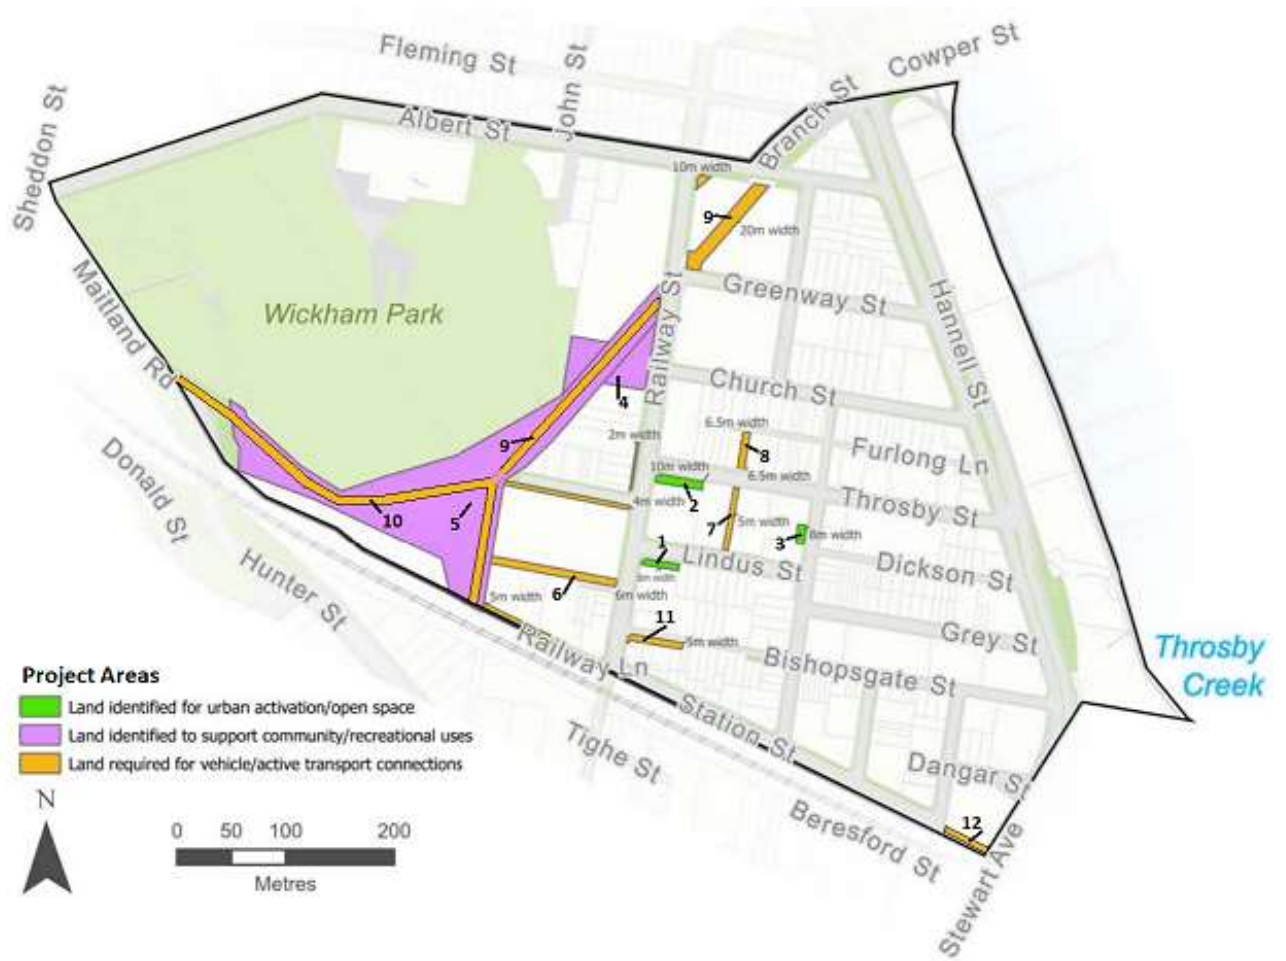 Cowper St
Fleming St
John St
Sheddon St
Albert St
Branch St
10m width
9
20m width
Maitland Rd
Wickham Park
Greenway St
Hannell St
Railway St
Church St
4
2m width
6.5m width
8
Furlong Ln
9
10m width
6.5m width
Donald St
2
4m width
Throsby St
10
5
7
5m width
3
8m width
1
Lindus St
Dickson St
Hunter St
5m width
6
6m width
11
5m width
Grey St
Railway Ln
Bishopsgate St
Throsby
Creek
Project Areas
Land identified for urban activation/open space
Land identified to support community/recreational uses
Land required for vehicle/active transport connections
Station St
Tighe St
Dangar St
N
0 50 100 200
Metres
Beresford St
12
Stewart Ave